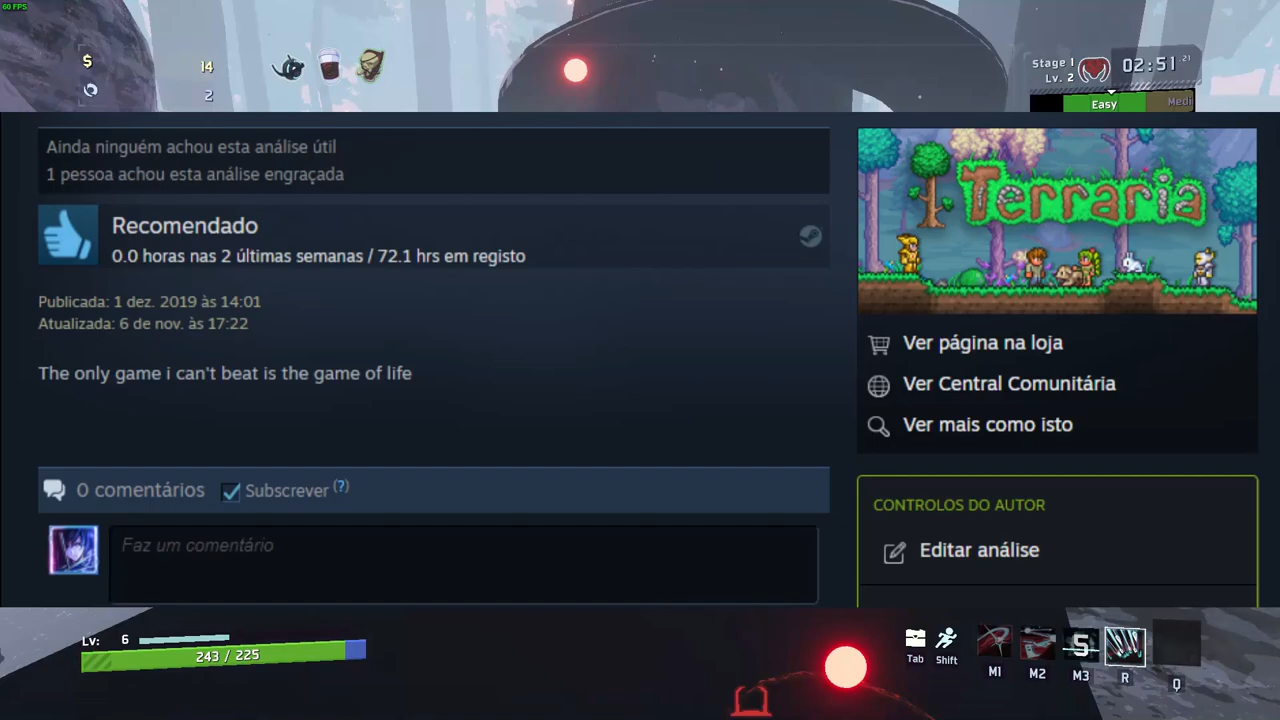 60 FPS
$ 14
2
Stage 1
Lv. 2
02:51.21
Easy
Medi
Ainda ninguém achou esta análise útil
1 pessoa achou esta análise engraçada
Recomendado
0.0 horas nas 2 últimas semanas / 72.1 hrs em registo
Publicada: 1 dez. 2019 às 14:01
Atualizada: 6 de nov. às 17:22
The only game i can't beat is the game of life
0 comentários Subscrever (?)
Faz um comentário
Terraria
Ver página na loja
Ver Central Comunitária
Ver mais como isto
CONTROLOS DO AUTOR
Editar análise
Lv: 6
243 / 225
Tab Shift M1 M2 M3 R Q
5